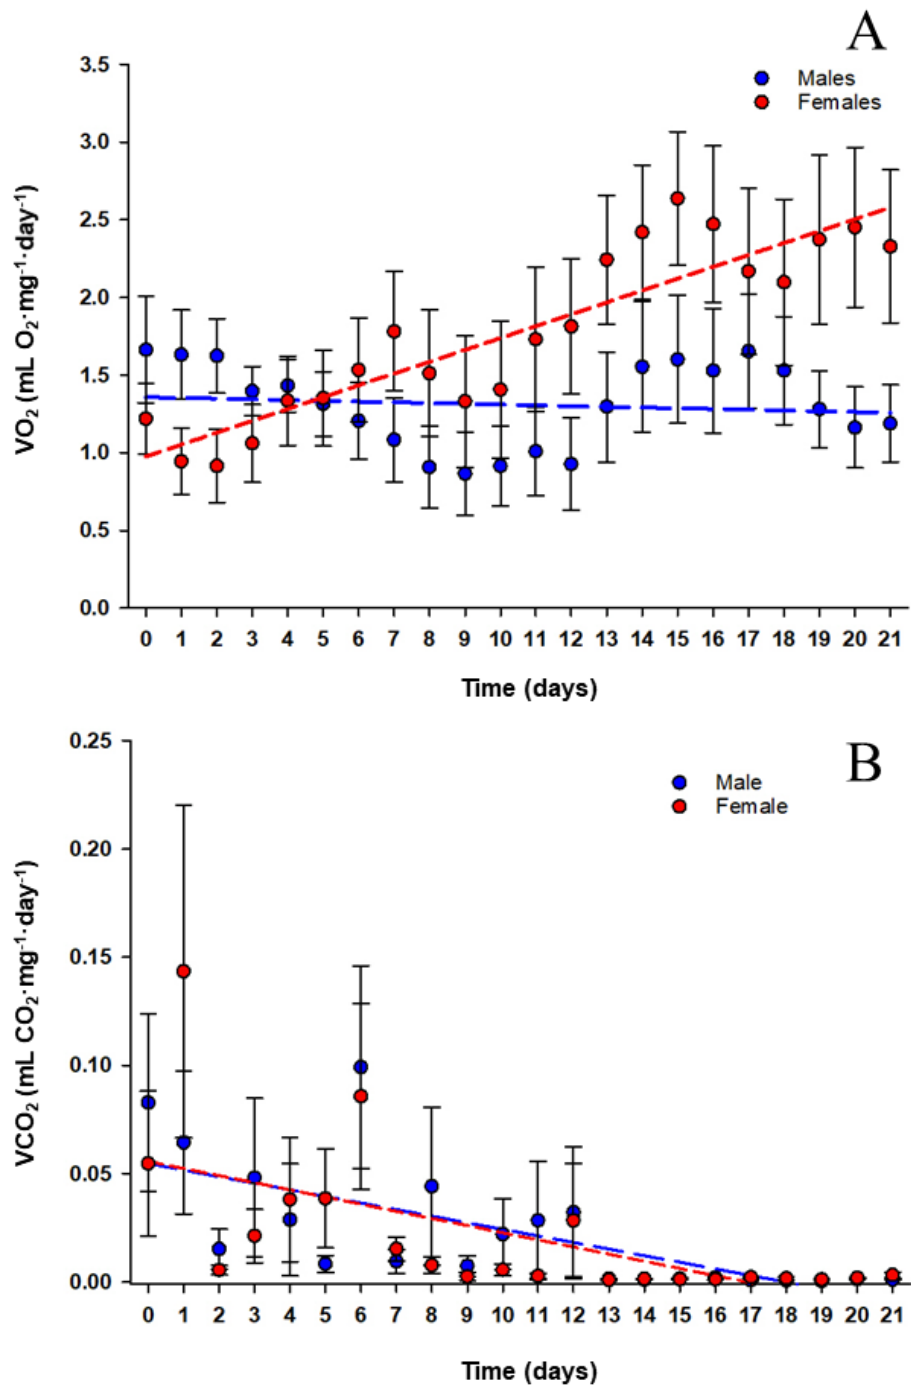 A
3.5
3.0
2.5
2.0
1.5
1.0
0.5
0.0
VO₂ (mL O₂·mg⁻¹·day⁻¹)
Males
Females
0 1 2 3 4 5 6 7 8 9 10 11 12 13 14 15 16 17 18 19 20 21
Time (days)
B
0.25
0.20
0.15
0.10
0.05
0.00
VCO₂ (mL CO₂·mg⁻¹·day⁻¹)
Male
Female
0 1 2 3 4 5 6 7 8 9 10 11 12 13 14 15 16 17 18 19 20 21
Time (days)